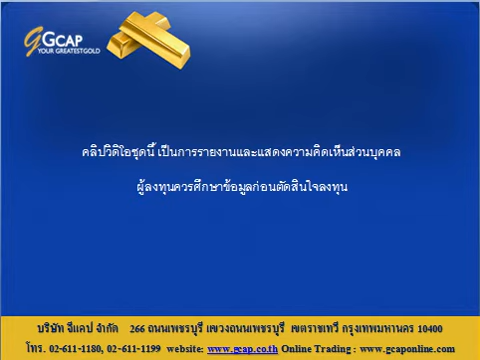 GCAP
YOUR GREATESTGOLD
คลิปวิดิโอชุดนี้ เป็นการรายงานและแสดงความคิดเห็นส่วนบุคคล
ผู้ลงทุนควรศึกษาข้อมูลก่อนตัดสินใจลงทุน
บริษัท จีแคป จำกัด 266 ถนนเพชรบุรี แขวงถนนเพชรบุรี เขตราชเทวี กรุงเทพมหานคร 10400
โทร. 02-611-1180, 02-611-1199 website: www.gcap.co.th Online Trading : www.gcaponline.com